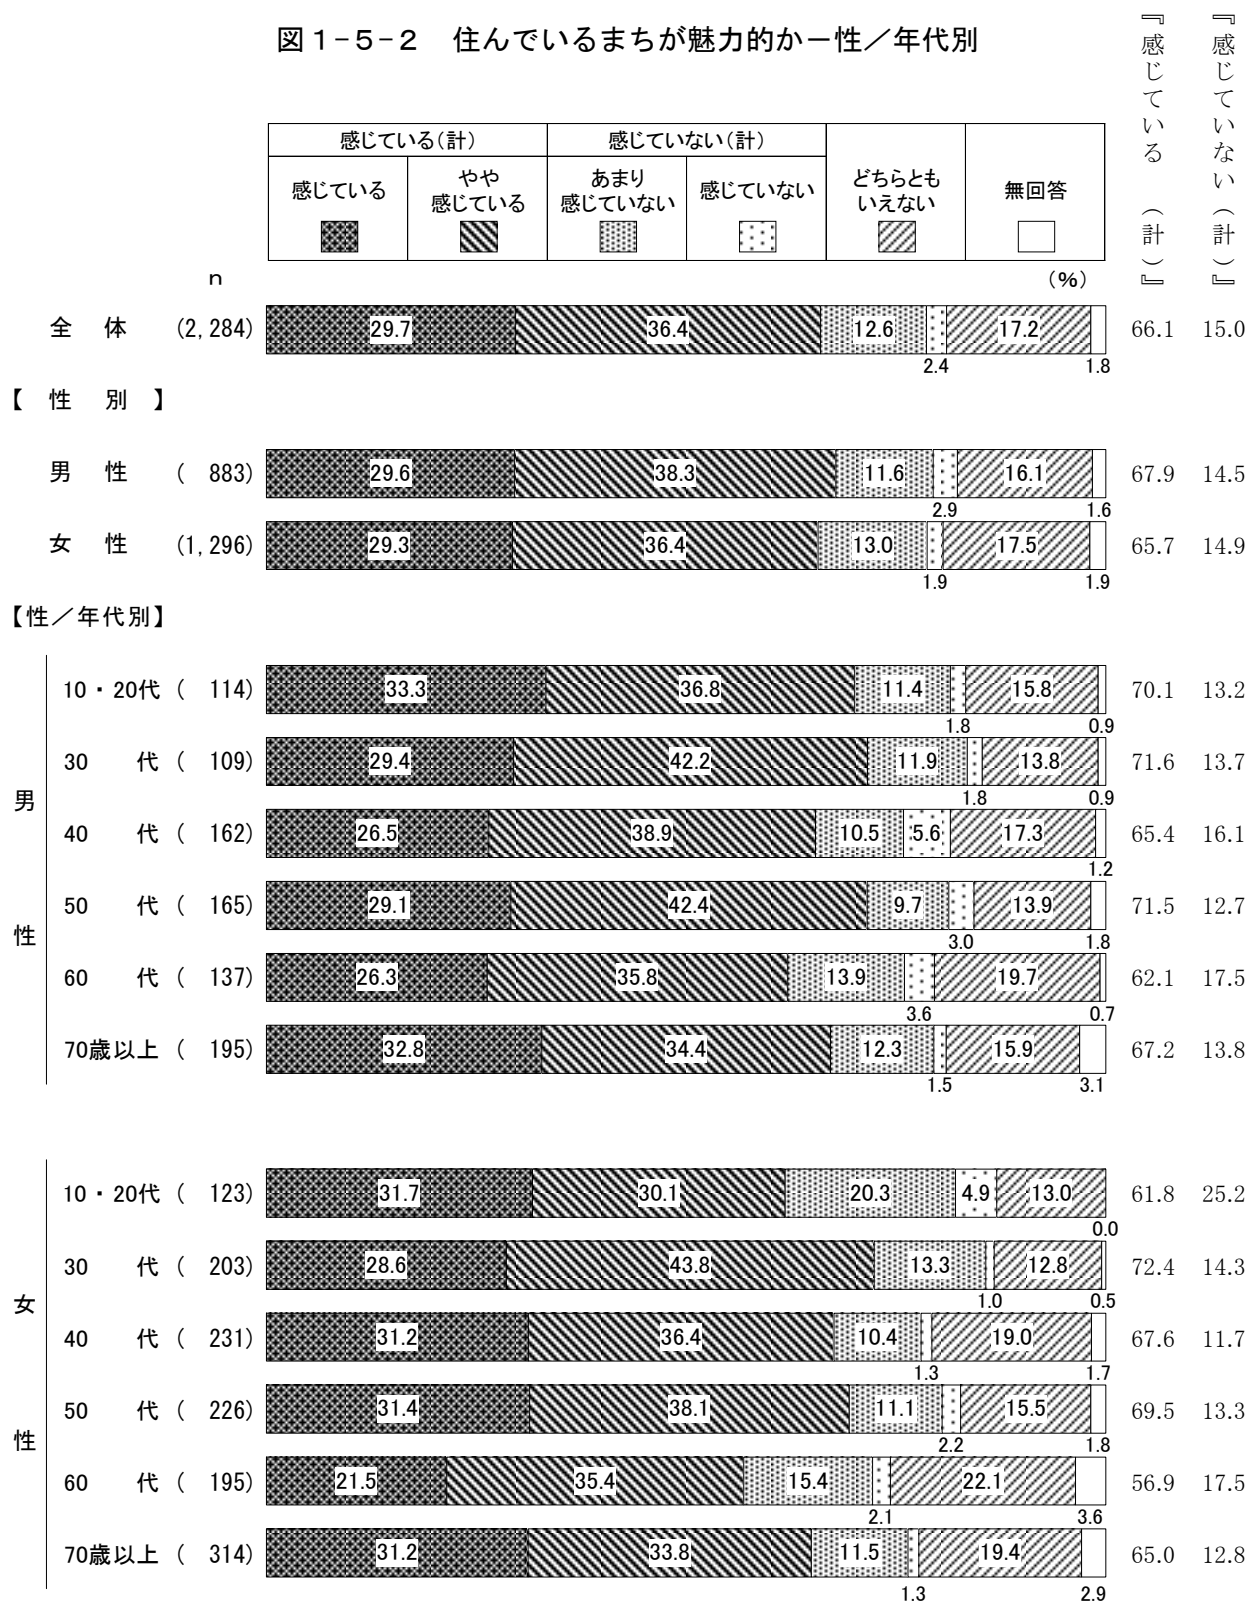 図１-５-２　住んでいるまちが魅力的か－性／年代別
『感じている（計）』
『感じていない（計）』
感じている（計） 感じていない（計）
感じている やや感じている あまり感じていない 感じていない どちらともいえない 無回答
ｎ （％）
全　体 (2,284) 29.7 36.4 12.6 17.2 66.1 15.0
2.4 1.8
【　性　別　】
男　性 ( 883) 29.6 38.3 11.6 16.1 67.9 14.5
2.9 1.6
女　性 (1,296) 29.3 36.4 13.0 17.5 65.7 14.9
1.9 1.9
【性／年代別】
男性
10・20代 ( 114) 33.3 36.8 11.4 15.8 70.1 13.2
1.8 0.9
30　代 ( 109) 29.4 42.2 11.9 13.8 71.6 13.7
1.8 0.9
40　代 ( 162) 26.5 38.9 10.5 5.6 17.3 65.4 16.1
1.2
50　代 ( 165) 29.1 42.4 9.7 13.9 71.5 12.7
3.0 1.8
60　代 ( 137) 26.3 35.8 13.9 19.7 62.1 17.5
3.6 0.7
70歳以上 ( 195) 32.8 34.4 12.3 15.9 67.2 13.8
1.5 3.1
女性
10・20代 ( 123) 31.7 30.1 20.3 4.9 13.0 61.8 25.2
0.0
30　代 ( 203) 28.6 43.8 13.3 12.8 72.4 14.3
1.0 0.5
40　代 ( 231) 31.2 36.4 10.4 19.0 67.6 11.7
1.3 1.7
50　代 ( 226) 31.4 38.1 11.1 15.5 69.5 13.3
2.2 1.8
60　代 ( 195) 21.5 35.4 15.4 22.1 56.9 17.5
2.1 3.6
70歳以上 ( 314) 31.2 33.8 11.5 19.4 65.0 12.8
1.3 2.9